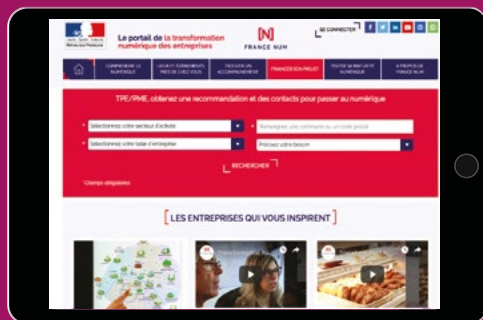 RÉPUBLIQUE FRANÇAISE
Le portail de la transformation
numérique des entreprises
[N]
FRANCE NUM
SE CONNECTER
COMPRENDRE LE
NUMÉRIQUE
LIEUX ET ÉVÉNEMENTS
PRÈS DE CHEZ VOUS
TROUVER UN
ACCOMPAGNEMENT
FINANCER SON PROJET
TESTER SA MATURITÉ
NUMÉRIQUE
A PROPOS DE
FRANCE NUM
TPE/PME, obtenez une recommandation et des contacts pour passer au numérique
* Sélectionnez votre secteur d'activité
* Renseignez une commune ou un code postal
* Sélectionnez votre taille d'entreprise
Précisez votre besoin
RECHERCHER
* Champs obligatoires
[LES ENTREPRISES QUI VOUS INSPIRENT]